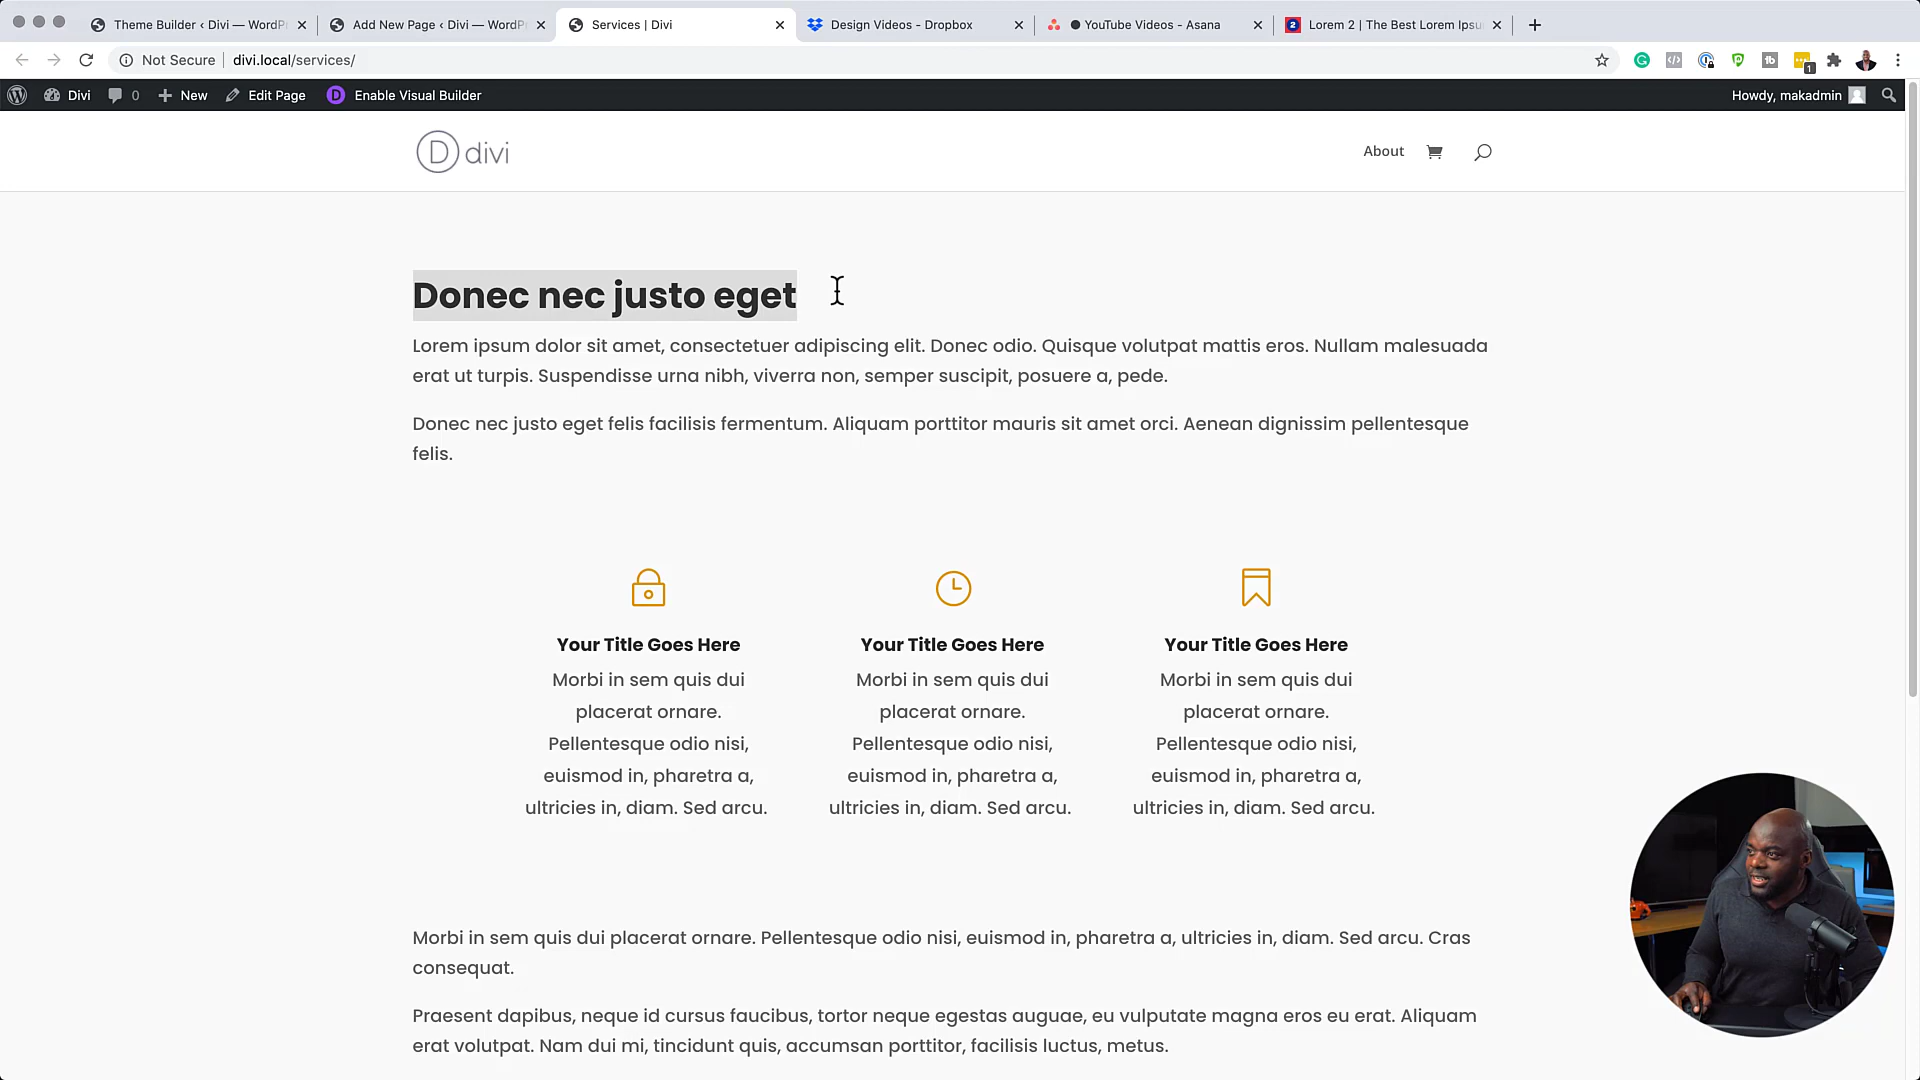 Theme Builder ‹ Divi — WordP
Add New Page ‹ Divi — WordP
Services | Divi
Design Videos - Dropbox
YouTube Videos - Asana
2 Lorem 2 | The Best Lorem Ipsu
Not Secure divi.local/services/
1
Divi 0 New Edit Page D Enable Visual Builder Howdy, makadmin
D divi About
Donec nec justo eget
Lorem ipsum dolor sit amet, consectetuer adipiscing elit. Donec odio. Quisque volutpat mattis eros. Nullam malesuada
erat ut turpis. Suspendisse urna nibh, viverra non, semper suscipit, posuere a, pede.
Donec nec justo eget felis facilisis fermentum. Aliquam porttitor mauris sit amet orci. Aenean dignissim pellentesque
felis.
Your Title Goes Here
Morbi in sem quis dui
placerat ornare.
Pellentesque odio nisi,
euismod in, pharetra a,
ultricies in, diam. Sed arcu.
Your Title Goes Here
Morbi in sem quis dui
placerat ornare.
Pellentesque odio nisi,
euismod in, pharetra a,
ultricies in, diam. Sed arcu.
Your Title Goes Here
Morbi in sem quis dui
placerat ornare.
Pellentesque odio nisi,
euismod in, pharetra a,
ultricies in, diam. Sed arcu.
Morbi in sem quis dui placerat ornare. Pellentesque odio nisi, euismod in, pharetra a, ultricies in, diam. Sed arcu. Cras
consequat.
Praesent dapibus, neque id cursus faucibus, tortor neque egestas auguae, eu vulputate magna eros eu erat. Aliquam
erat volutpat. Nam dui mi, tincidunt quis, accumsan porttitor, facilisis luctus, metus.